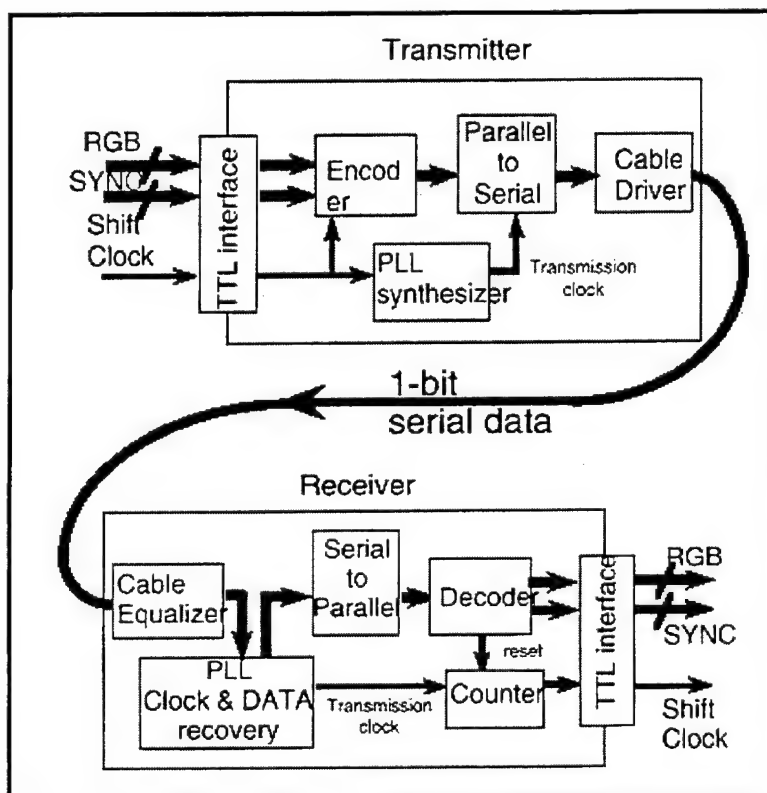 Transmitter
RGB
SYNC
Shift
Clock
TTL interface
Encod
er
Parallel
to
Serial
Cable
Driver
PLL
synthesizer
Transmission
clock
1-bit
serial data
Receiver
Cable
Equalizer
Serial
to
Parallel
Decoder
reset
PLL
Clock & DATA
recovery
Transmission
clock
Counter
TTL interface
RGB
SYNC
Shift
Clock